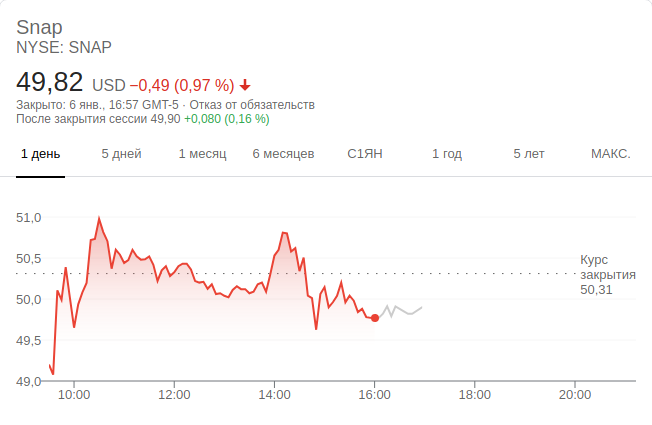 Snap
NYSE: SNAP
49,82 USD −0,49 (0,97 %)
Закрыто: 6 янв., 16:57 GMT-5 · Отказ от обязательств
После закрытия сессии 49,90 +0,080 (0,16 %)
1 день 5 дней 1 месяц 6 месяцев С1ЯН 1 год 5 лет МАКС.
51,0
50,5
Курс
закрытия
50,31
50,0
49,5
49,0
10:00 12:00 14:00 16:00 18:00 20:00